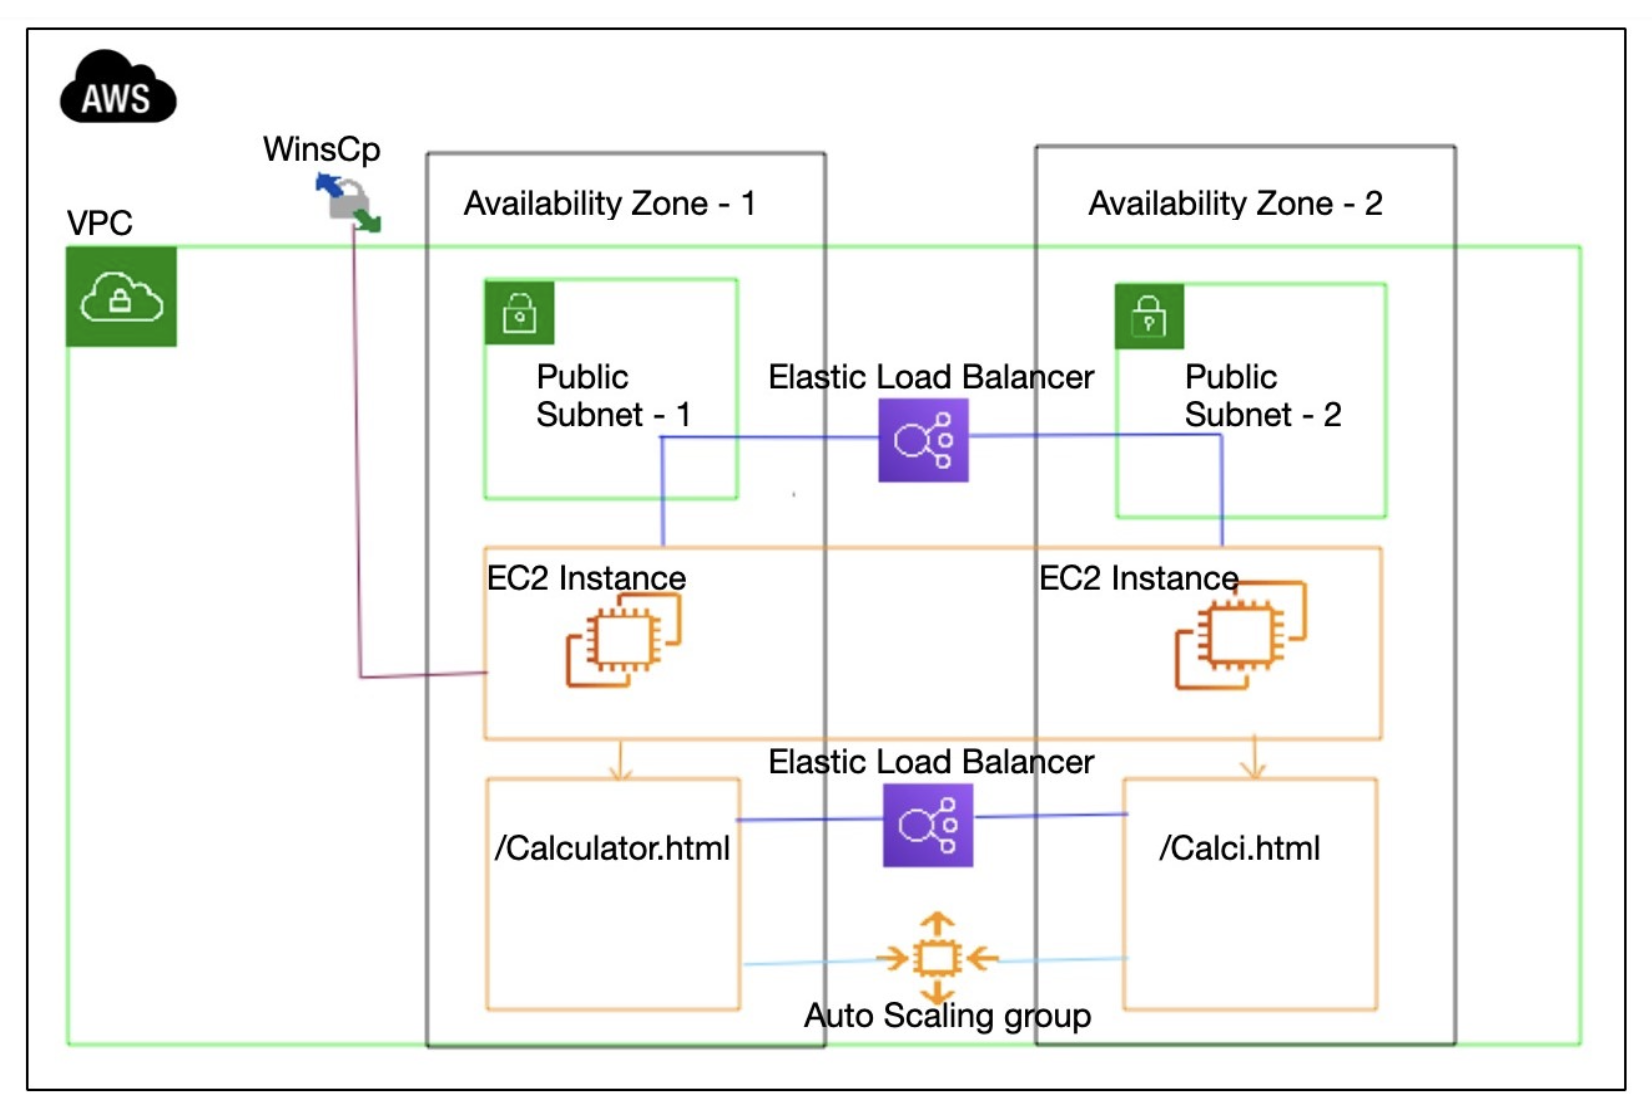 AWS
WinsCp
VPC
Availability Zone - 1
Availability Zone - 2
Public
Subnet - 1
Elastic Load Balancer
Public
Subnet - 2
EC2 Instance
EC2 Instance
Elastic Load Balancer
/Calculator.html
/Calci.html
Auto Scaling group